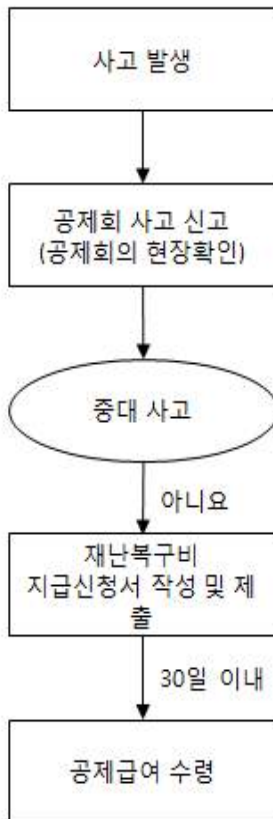 사고 발생
공제회 사고 신고
(공제회의 현장확인)
중대 사고
아니요
재난복구비
지급신청서 작성 및 제
출
30일 이내
공제급여 수령